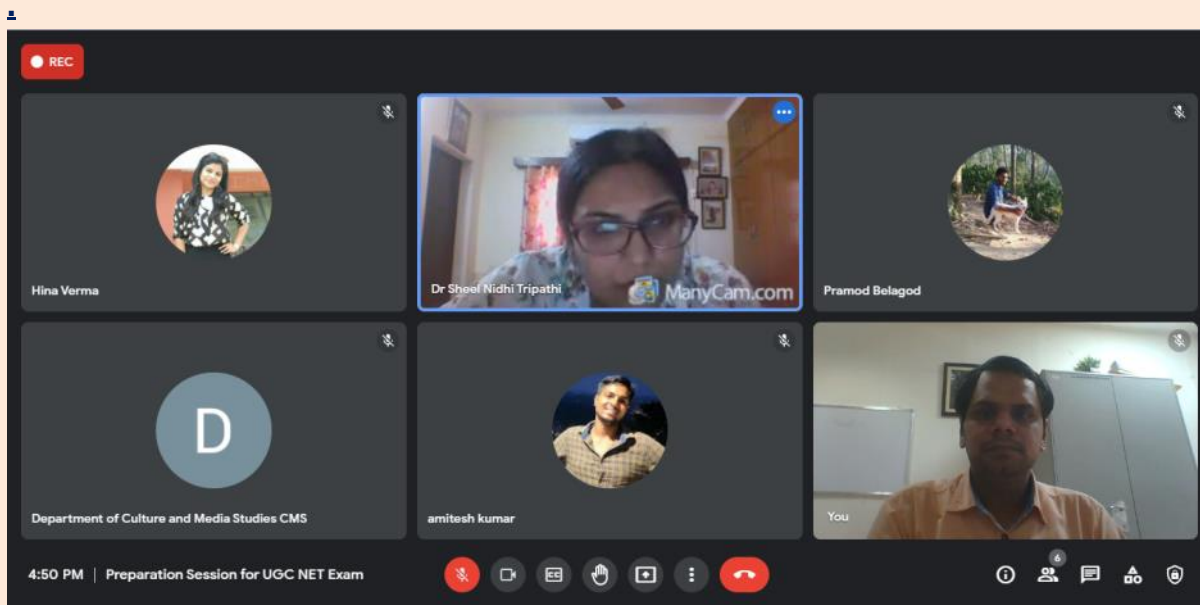 REC
Hina Verma
Dr Sheel Nidhi Tripathi
ManyCam.com
Pramod Belagod
D
Department of Culture and Media Studies CMS
amitesh kumar
You
4:50 PM | Preparation Session for UGC NET Exam
CC
6